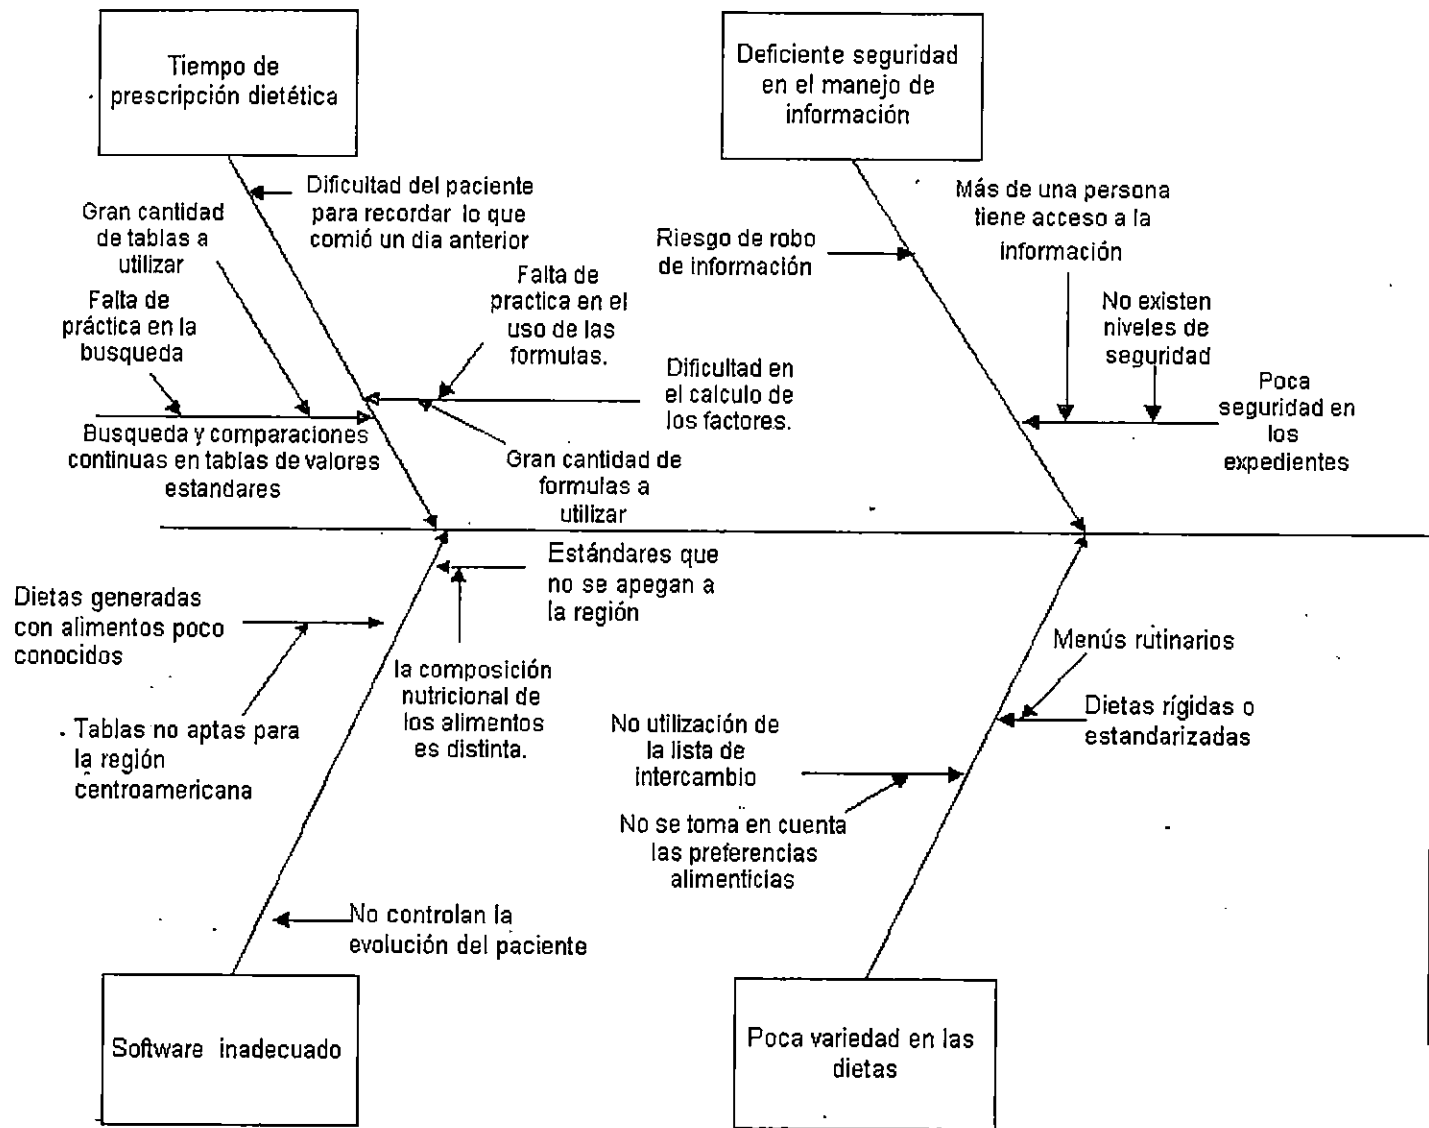 Tiempo de
prescripción dietética
Deficiente seguridad
en el manejo de
información
Dificultad del paciente
para recordar lo que
comió un dia anterior
Gran cantidad
de tablas a
utilizar
Falta de
práctica en la
busqueda
Falta de
practica en el
uso de las
formulas.
Dificultad en
el calculo de
los factores.
Busqueda y comparaciones
continuas en tablas de valores
estandares
Gran cantidad de
formulas a
utilizar
Riesgo de robo
de información
Más de una persona
tiene acceso a la
información
No existen
niveles de
seguridad
Poca
seguridad en
los
expedientes
Estándares que
no se apegan a
la región
Dietas generadas
con alimentos poco
conocidos
la composición
nutricional de
los alimentos
es distinta.
Tablas no aptas para
la región
centroamericana
No controlan la
evolución del paciente
Software inadecuado
Menús rutinarios
Dietas rígidas o
estandarizadas
No utilización de
la lista de
intercambio
No se toma en cuenta
las preferencias
alimenticias
Poca variedad en las
dietas